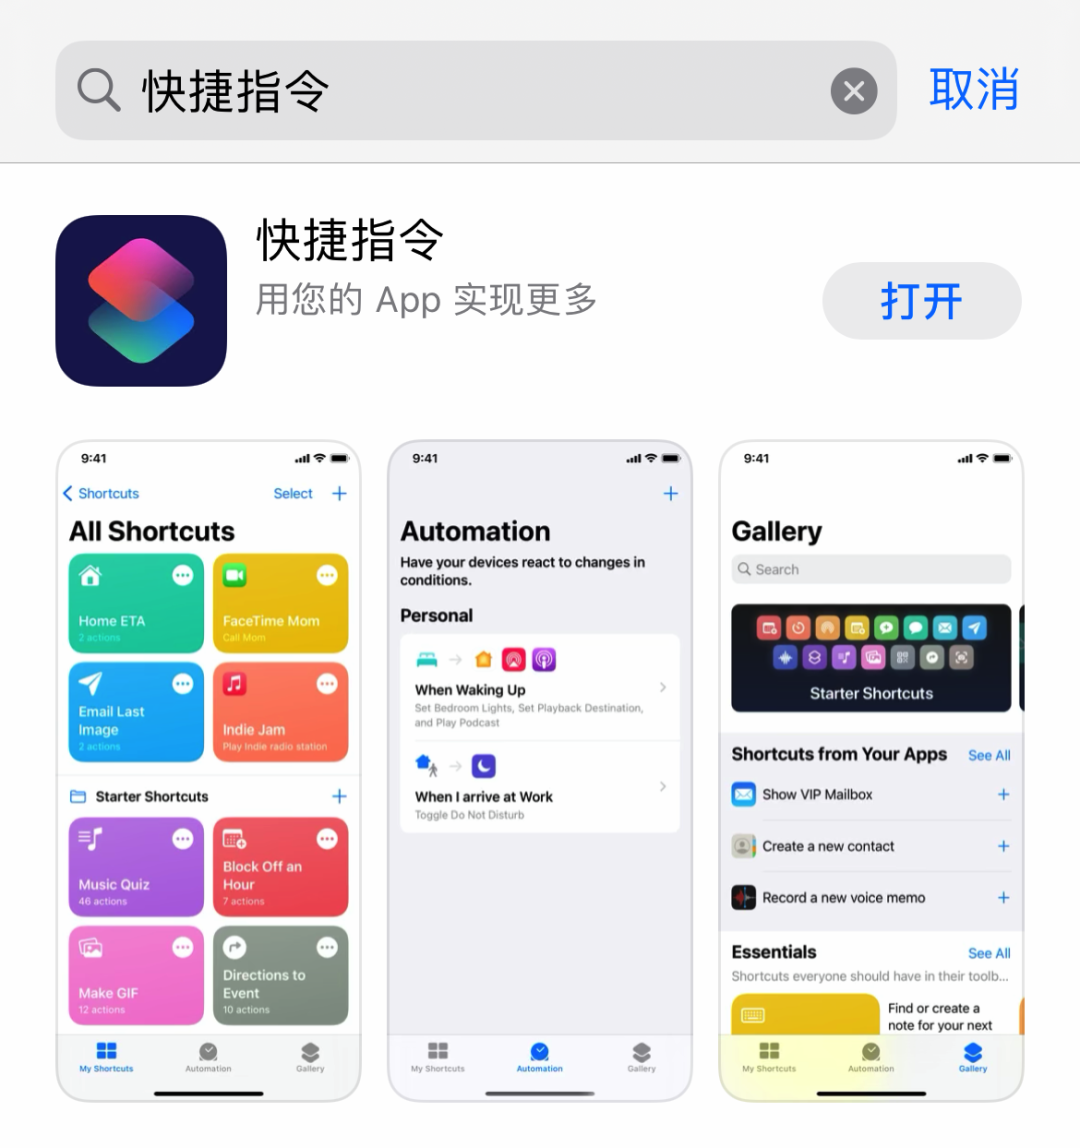 快捷指令
取消
快捷指令
用您的 App 实现更多
打开
9:41
Shortcuts
Select
All Shortcuts
Home ETA
2 actions
FaceTime Mom
Call Mom
Email Last
Image
2 actions
Indie Jam
Play Indie radio station
Starter Shortcuts
Music Quiz
46 actions
Block Off an
Hour
7 actions
Make GIF
12 actions
Directions to
Event
10 actions
My Shortcuts
Automation
Gallery
9:41
Automation
Have your devices react to changes in
conditions.
Personal
When Waking Up
Set Bedroom Lights, Set Playback Destination,
and Play Podcast
When I arrive at Work
Toggle Do Not Disturb
My Shortcuts
Automation
Gallery
9:41
Gallery
Search
Starter Shortcuts
Shortcuts from Your Apps
See All
Show VIP Mailbox
Create a new contact
Record a new voice memo
Essentials
See All
Shortcuts everyone should have in their toolb...
Find or create a
note for your next
My Shortcuts
Automation
Gallery